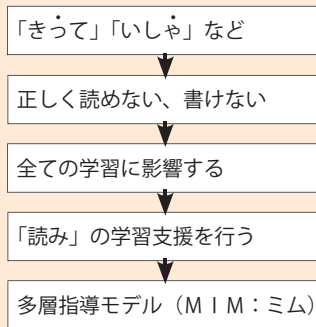 「きって」「いしゃ」など
正しく読めない、書けない
全ての学習に影響する
「読み」の学習支援を行う
多層指導モデル（ＭＩＭ：ミム）